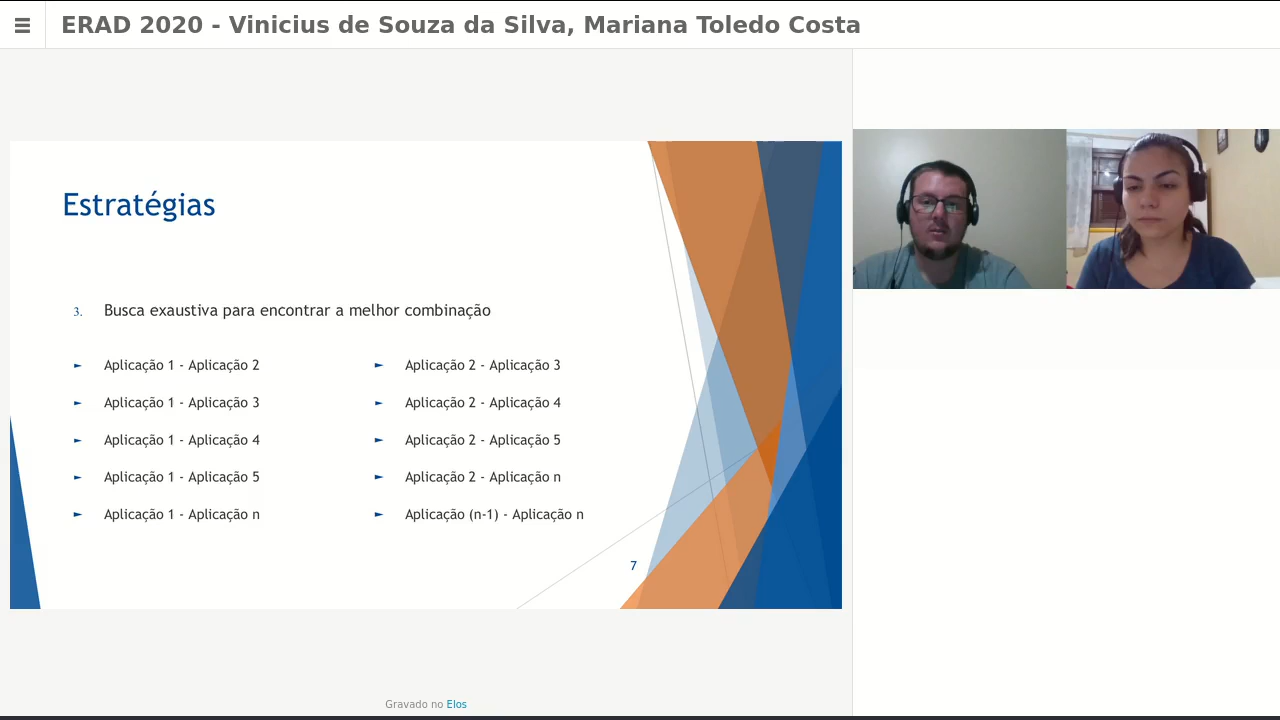 ERAD 2020 - Vinicius de Souza da Silva, Mariana Toledo Costa
Estratégias
3. Busca exaustiva para encontrar a melhor combinação
► Aplicação 1 - Aplicação 2
► Aplicação 1 - Aplicação 3
► Aplicação 1 - Aplicação 4
► Aplicação 1 - Aplicação 5
► Aplicação 1 - Aplicação n
► Aplicação 2 - Aplicação 3
► Aplicação 2 - Aplicação 4
► Aplicação 2 - Aplicação 5
► Aplicação 2 - Aplicação n
► Aplicação (n-1) - Aplicação n
7
Gravado no Elos